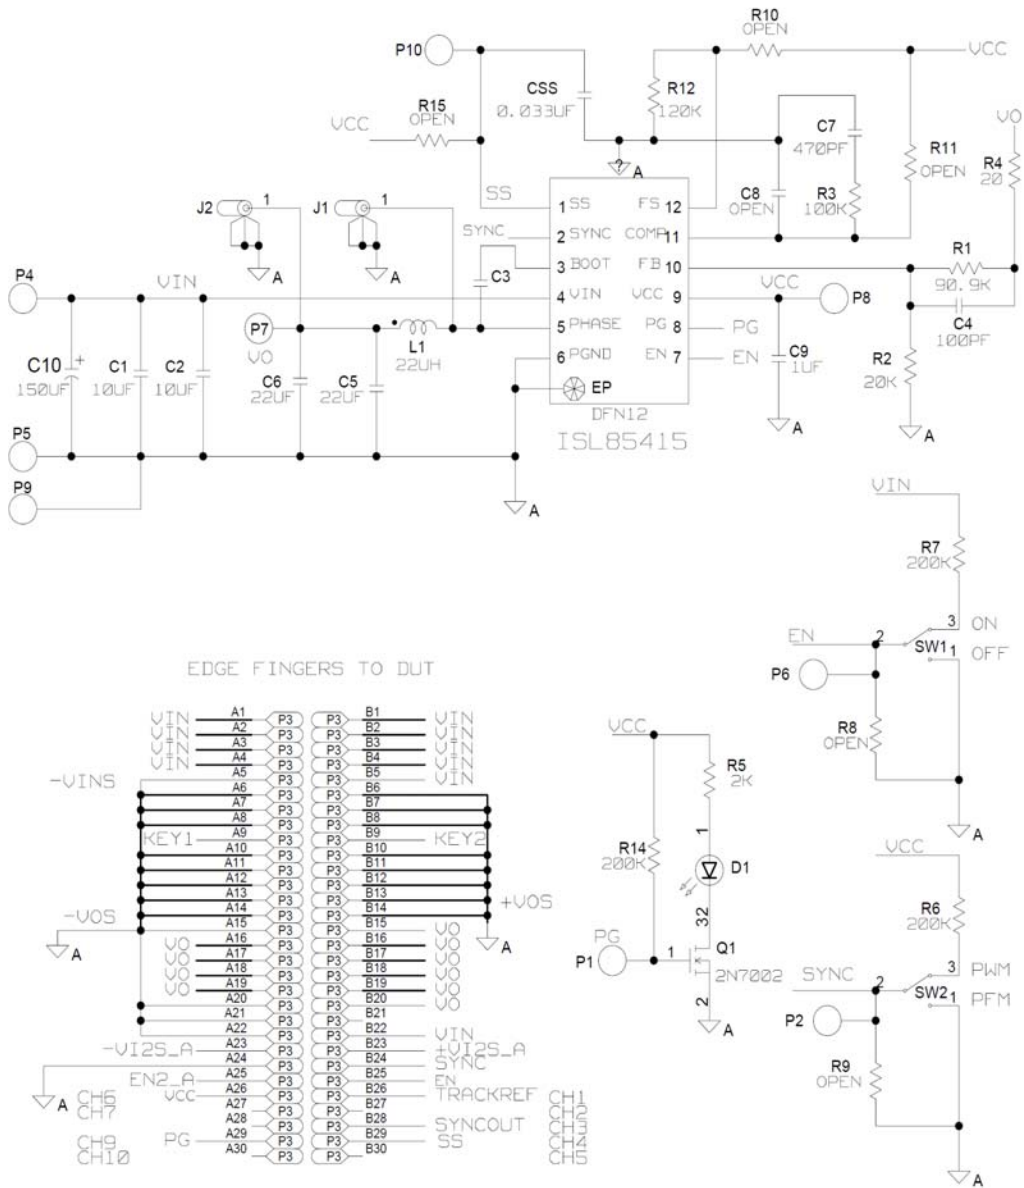 R10
OPEN
P10
VCC
CSS
0.033UF
R12
120K
R15
OPEN
VCC
C7
470PF
R11
OPEN
VO
R4
20
? A
C8
OPEN
R3
100K
SS
J2 1
J1 1
1 SS FS 12
SYNC 2 SYNC COMP 11
3 BOOT FB 10
4 VIN VCC 9
5 PHASE PG 8 PG
6 PGND EN 7 EN
EP
DFN12
ISL85415
A
A
C3
R1
90.9K
C4
100PF
P4
VIN
P7
VO
L1
22UH
VCC
P8
C9
1UF
R2
20K
A
A
C10 +
150UF
C1
10UF
C2
10UF
C6
22UF
C5
22UF
P5
P9
A
VIN
R7
200K
EN
2
3 ON
SW1
1 OFF
P6
R8
OPEN
A
EDGE FINGERS TO DUT
VIN A1 P3 P3 B1 VIN
VIN A2 P3 P3 B2 VIN
VIN A3 P3 P3 B3 VIN
VIN A4 P3 P3 B4 VIN
-VINS A5 P3 P3 B5 VIN
A6 P3 P3 B6
A7 P3 P3 B7
A8 P3 P3 B8
KEY1 A9 P3 P3 B9 KEY2
A10 P3 P3 B10
A11 P3 P3 B11
A12 P3 P3 B12
A13 P3 P3 B13
A14 P3 P3 B14 +VOS
-VOS A15 P3 P3 B15 VO
VO A16 P3 P3 B16 VO
VO A17 P3 P3 B17 VO
VO A18 P3 P3 B18 VO
VO A19 P3 P3 B19 VO
A20 P3 P3 B20 VO
A21 P3 P3 B21
A22 P3 P3 B22 VIN
-VI2S_A A23 P3 P3 B23 +VI2S_A
A24 P3 P3 B24 SYNC
EN2_A A25 P3 P3 B25 EN
CH6 VCC A26 P3 P3 B26 TRACKREF CH1
CH7 A27 P3 P3 B27 CH2
A28 P3 P3 B28 SYNCOUT CH3
CH9 PG A29 P3 P3 B29 SS CH4
CH10 A30 P3 P3 B30 CH5
A
A
A
VCC
R5
2K
R14
200K
1
D1
32
PG
P1
1
Q1
2N7002
2
A
VCC
R6
200K
SYNC
2
3 PWM
SW2
1 PFM
P2
R9
OPEN
A